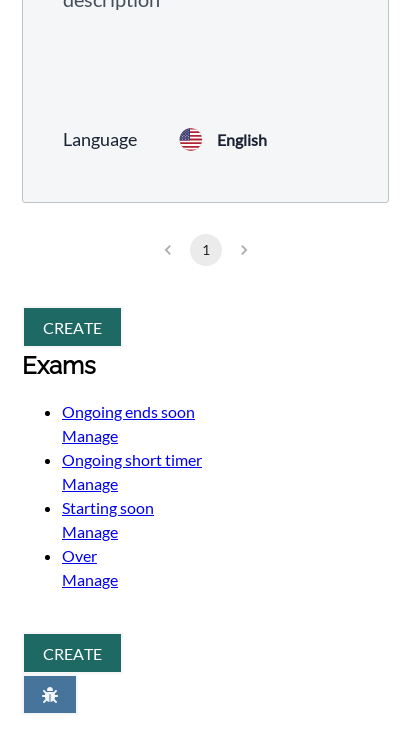 description
Language English
1
CREATE
Exams
Ongoing ends soon
Manage
Ongoing short timer
Manage
Starting soon
Manage
Over
Manage
CREATE